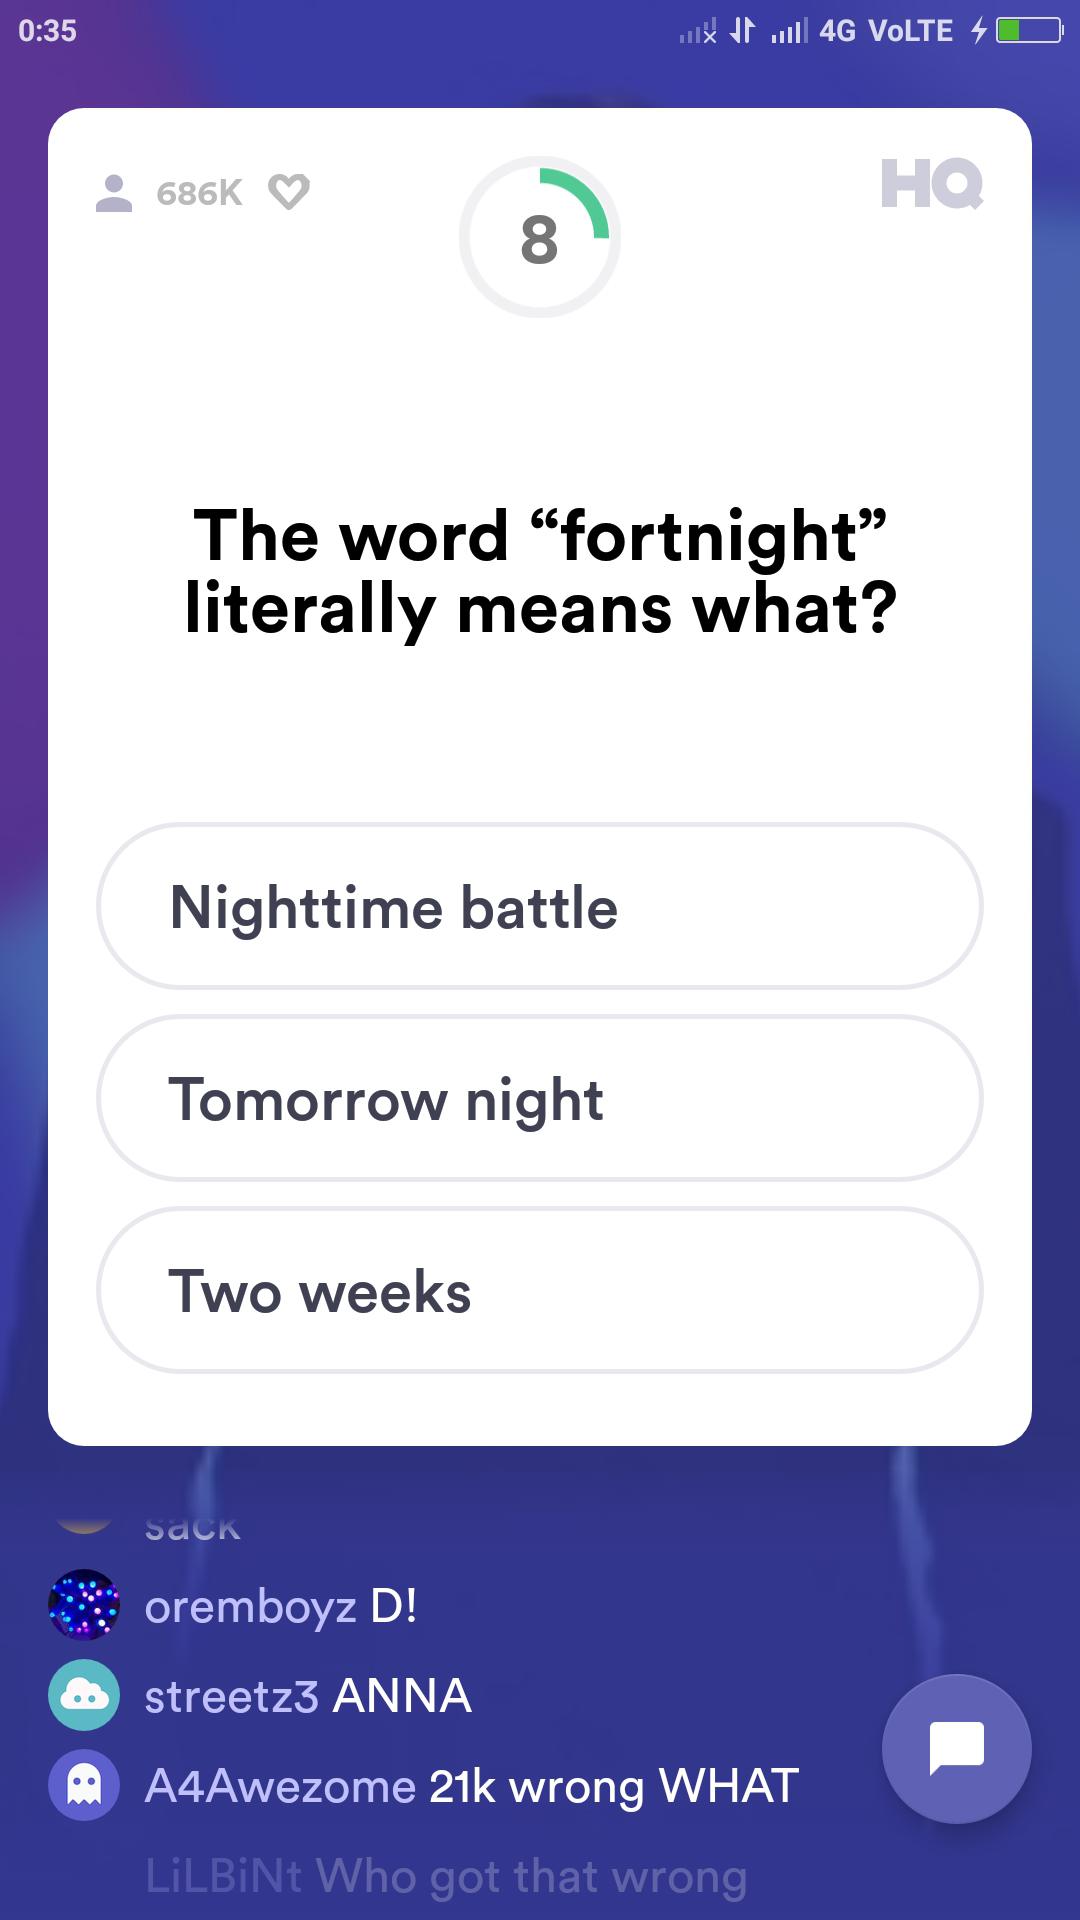 0:35
4G VoLTE
686K
8
HQ
The word “fortnight”
literally means what?
Nighttime battle
Tomorrow night
Two weeks
sack
oremboyz D!
streetz3 ANNA
A4Awezome 21k wrong WHAT
LiLBiNt Who got that wrong